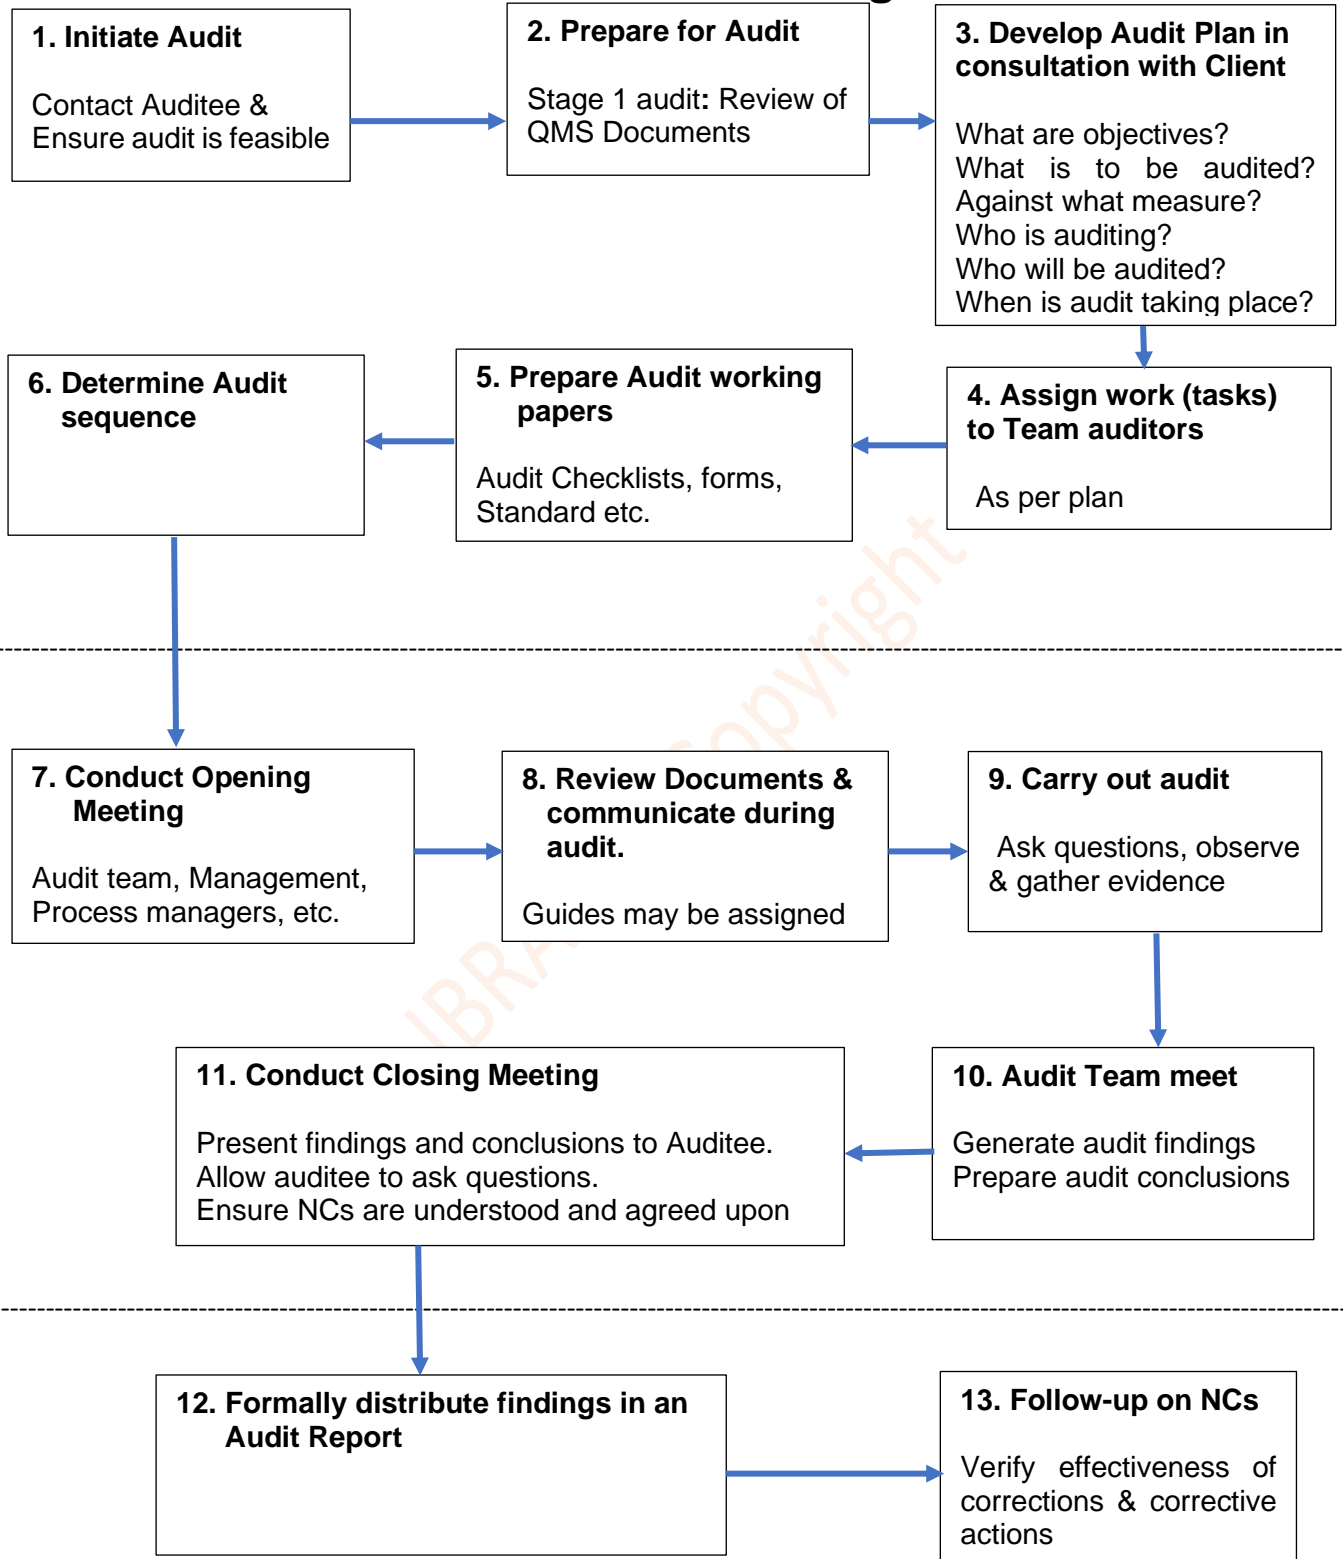 1. Initiate Audit
Contact Auditee &
Ensure audit is feasible
2. Prepare for Audit
Stage 1 audit: Review of
QMS Documents
3. Develop Audit Plan in
consultation with Client
What are objectives?
What is to be audited?
Against what measure?
Who is auditing?
Who will be audited?
When is audit taking place?
4. Assign work (tasks)
to Team auditors
As per plan
5. Prepare Audit working
papers
Audit Checklists, forms,
Standard etc.
6. Determine Audit
sequence
7. Conduct Opening
Meeting
Audit team, Management,
Process managers, etc.
8. Review Documents &
communicate during
audit.
Guides may be assigned
9. Carry out audit
Ask questions, observe
& gather evidence
10. Audit Team meet
Generate audit findings
Prepare audit conclusions
11. Conduct Closing Meeting
Present findings and conclusions to Auditee.
Allow auditee to ask questions.
Ensure NCs are understood and agreed upon
12. Formally distribute findings in an
Audit Report
13. Follow-up on NCs
Verify effectiveness of
corrections & corrective
actions
Copyright